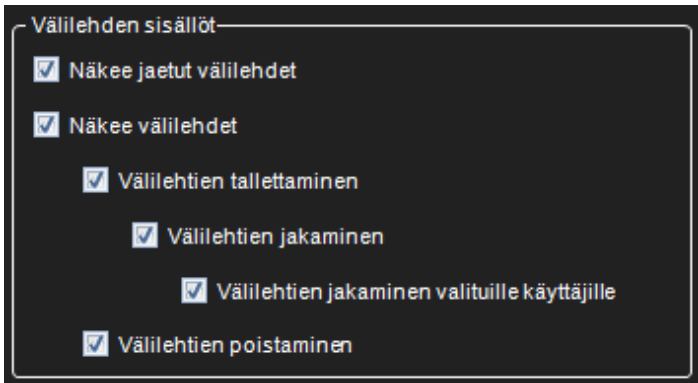 Välilehden sisällöt
Näkee jaetut välilehdet
Näkee välilehdet
Välilehtien tallettaminen
Välilehtien jakaminen
Välilehtien jakaminen valituille käyttäjille
Välilehtien poistaminen